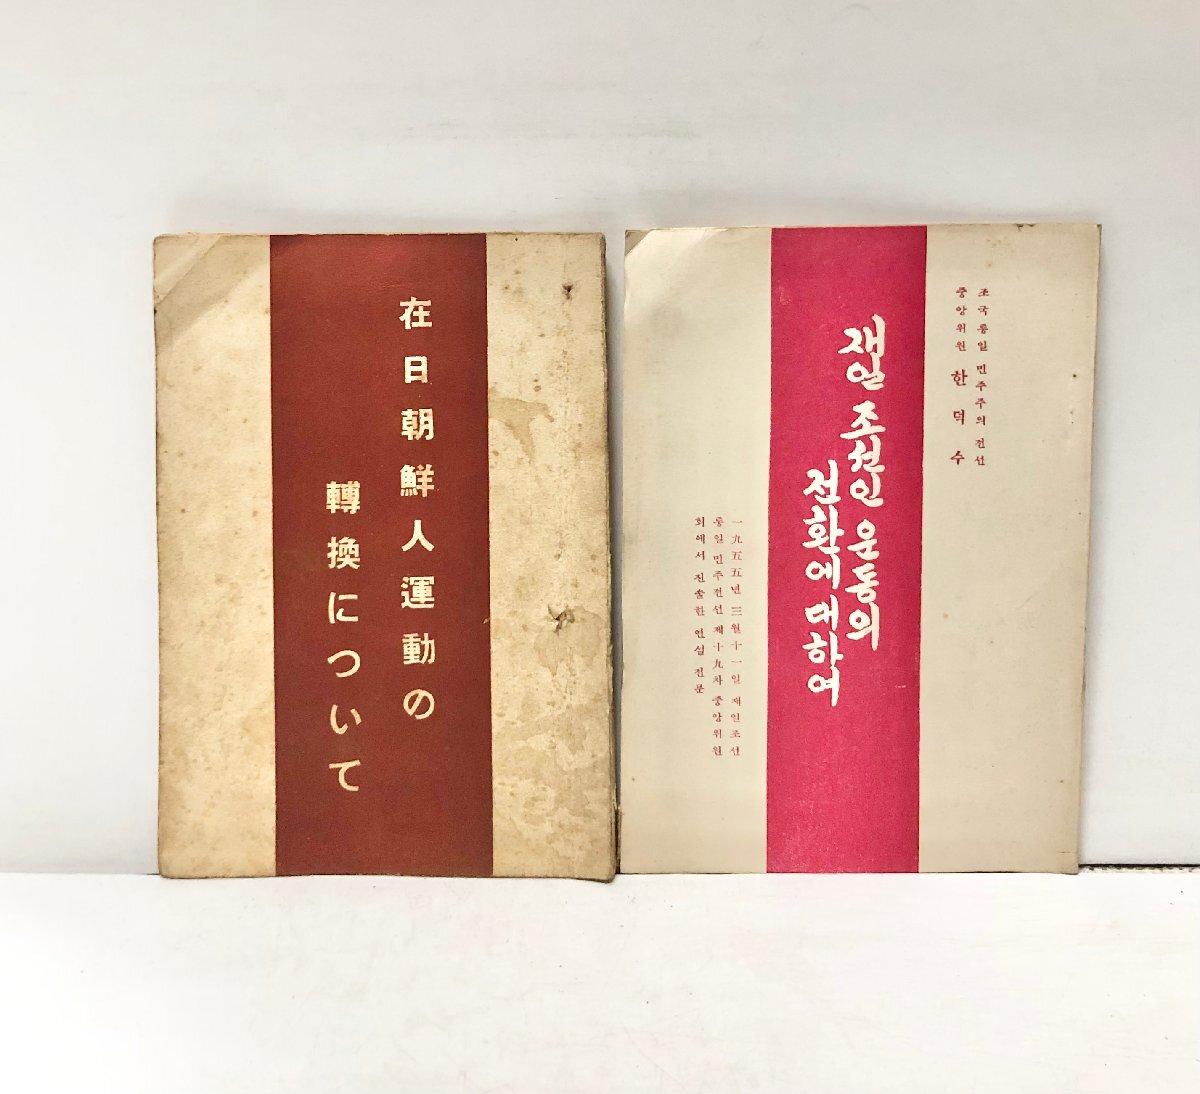 在日朝鮮人運動の
轉換について
조국통일 민주주의 전선
중앙위원 한덕수
재일 조선인 운동의
전환에 대하여
一九五五년 三월十一일 재일조선
통일 민주전선 제十九차 중앙위원
회에서 진술한 연설 전문